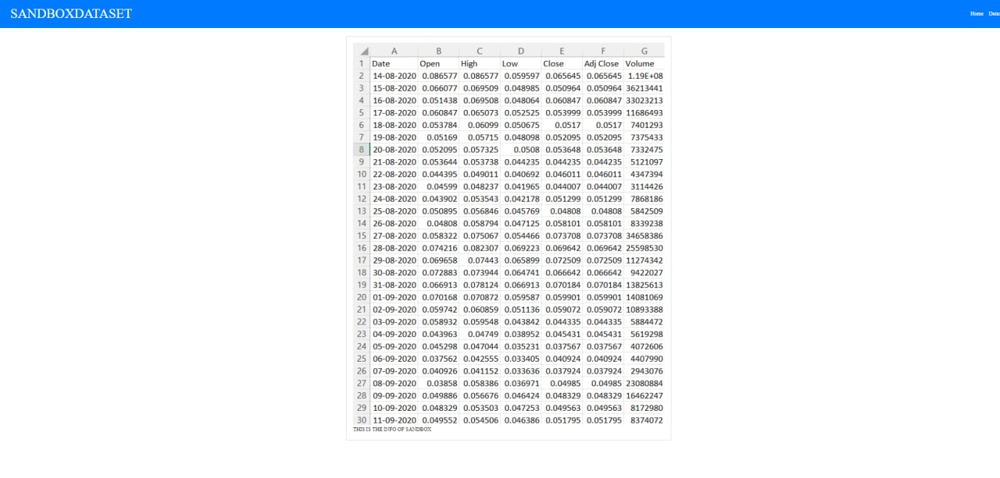 SANDBOXDATASET
Home
A B C D E F G
1 Date Open High Low Close Adj Close Volume
2 14-08-2020 0.086577 0.086577 0.059597 0.065645 0.065645 1.19E+08
3 15-08-2020 0.066077 0.069509 0.048985 0.050964 0.050964 36213441
4 16-08-2020 0.051438 0.069508 0.048064 0.060847 0.060847 33023213
5 17-08-2020 0.060847 0.065073 0.052525 0.053999 0.053999 11686493
6 18-08-2020 0.053784 0.06099 0.050675 0.0517 0.0517 7401293
7 19-08-2020 0.05169 0.05715 0.048098 0.052095 0.052095 7375433
8 20-08-2020 0.052095 0.057325 0.0508 0.053648 0.053648 7332475
9 21-08-2020 0.053644 0.053738 0.044235 0.044235 0.044235 5121097
10 22-08-2020 0.044395 0.049011 0.040692 0.046011 0.046011 4347394
11 23-08-2020 0.04599 0.048237 0.041965 0.044007 0.044007 3114426
12 24-08-2020 0.043902 0.053543 0.042178 0.051299 0.051299 7868186
13 25-08-2020 0.050895 0.056846 0.045769 0.04808 0.04808 5842509
14 26-08-2020 0.04808 0.058794 0.047125 0.058101 0.058101 8339238
15 27-08-2020 0.058322 0.075067 0.054466 0.073708 0.073708 34658386
16 28-08-2020 0.074216 0.082307 0.069223 0.069642 0.069642 25598530
17 29-08-2020 0.069658 0.07443 0.065899 0.072509 0.072509 11274342
18 30-08-2020 0.072883 0.073944 0.064741 0.066642 0.066642 9422027
19 31-08-2020 0.066913 0.078124 0.066913 0.070184 0.070184 13825613
20 01-09-2020 0.070168 0.070872 0.059587 0.059901 0.059901 14081069
21 02-09-2020 0.059742 0.060859 0.051136 0.059072 0.059072 10893388
22 03-09-2020 0.058932 0.059548 0.043842 0.044335 0.044335 5884472
23 04-09-2020 0.043963 0.04749 0.038952 0.045431 0.045431 5619298
24 05-09-2020 0.045298 0.047044 0.035231 0.037567 0.037567 4072606
25 06-09-2020 0.037562 0.042555 0.033405 0.040924 0.040924 4407990
26 07-09-2020 0.040926 0.041152 0.033636 0.037924 0.037924 2943076
27 08-09-2020 0.03858 0.058386 0.036971 0.04985 0.04985 23080884
28 09-09-2020 0.049886 0.056676 0.046424 0.048329 0.048329 16462247
29 10-09-2020 0.048329 0.053503 0.047253 0.049563 0.049563 8172980
30 11-09-2020 0.049552 0.054506 0.046386 0.051795 0.051795 8374072
THIS IS THE INFO OF SANDBOX